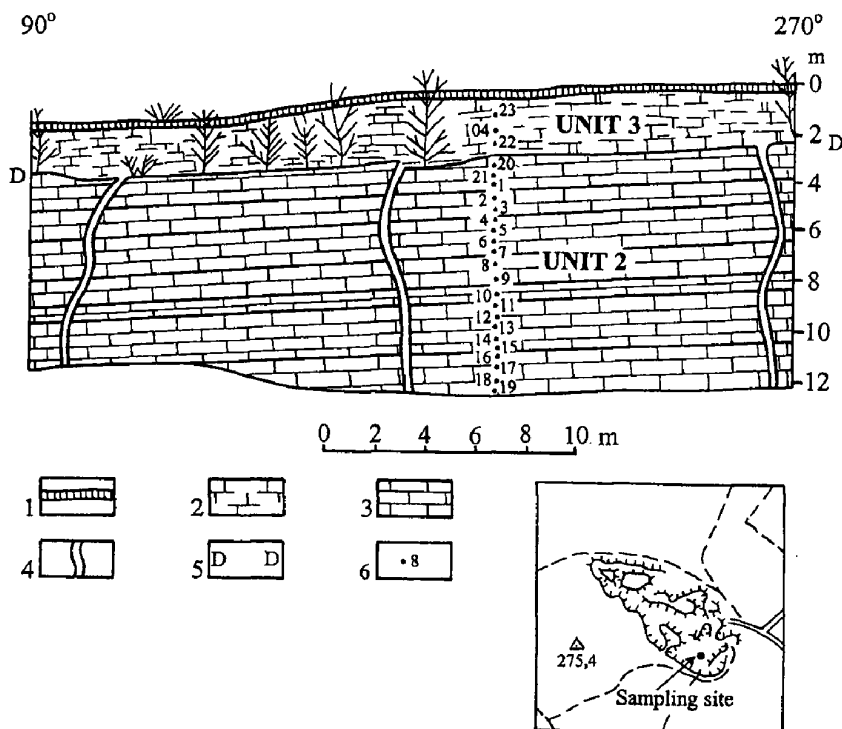 90° 270°
m
0
23
104 UNIT 3
22 2 D
20
D 21
1 4
2
3
4
5 6
6
7
8 UNIT 2
9 8
10
11
12
13 10
14
15
16
17
18 12
19
0 2 4 6 8 10 m
1 2 3
4 5 D D 6 8
275,4
Sampling site